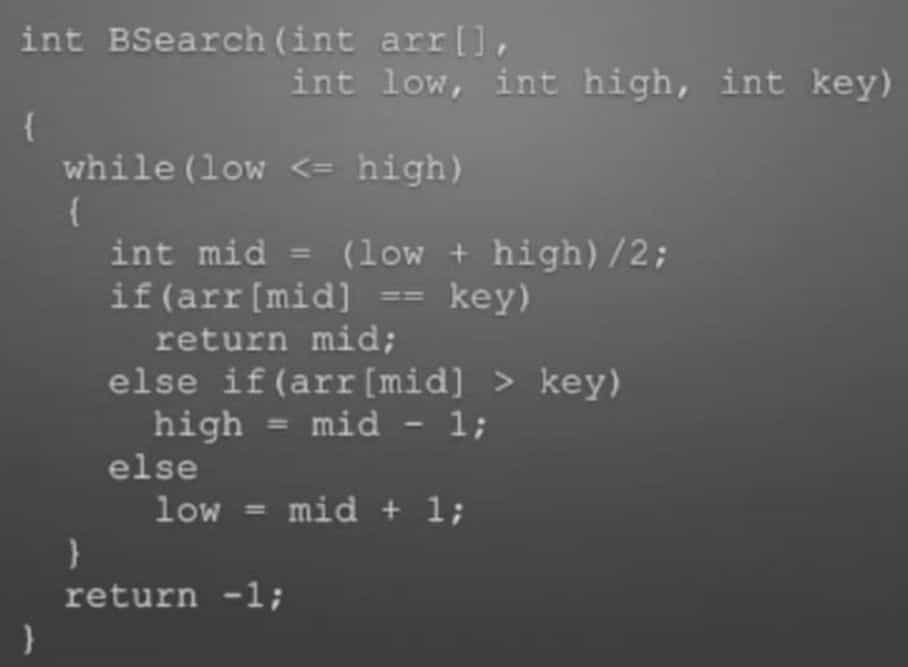 int BSearch(int arr[],
            int low, int high, int key)
{
  while(low <= high)
  {
    int mid = (low + high)/2;
    if(arr[mid] == key)
      return mid;
    else if(arr[mid] > key)
      high = mid - 1;
    else
      low = mid + 1;
  }
  return -1;
}